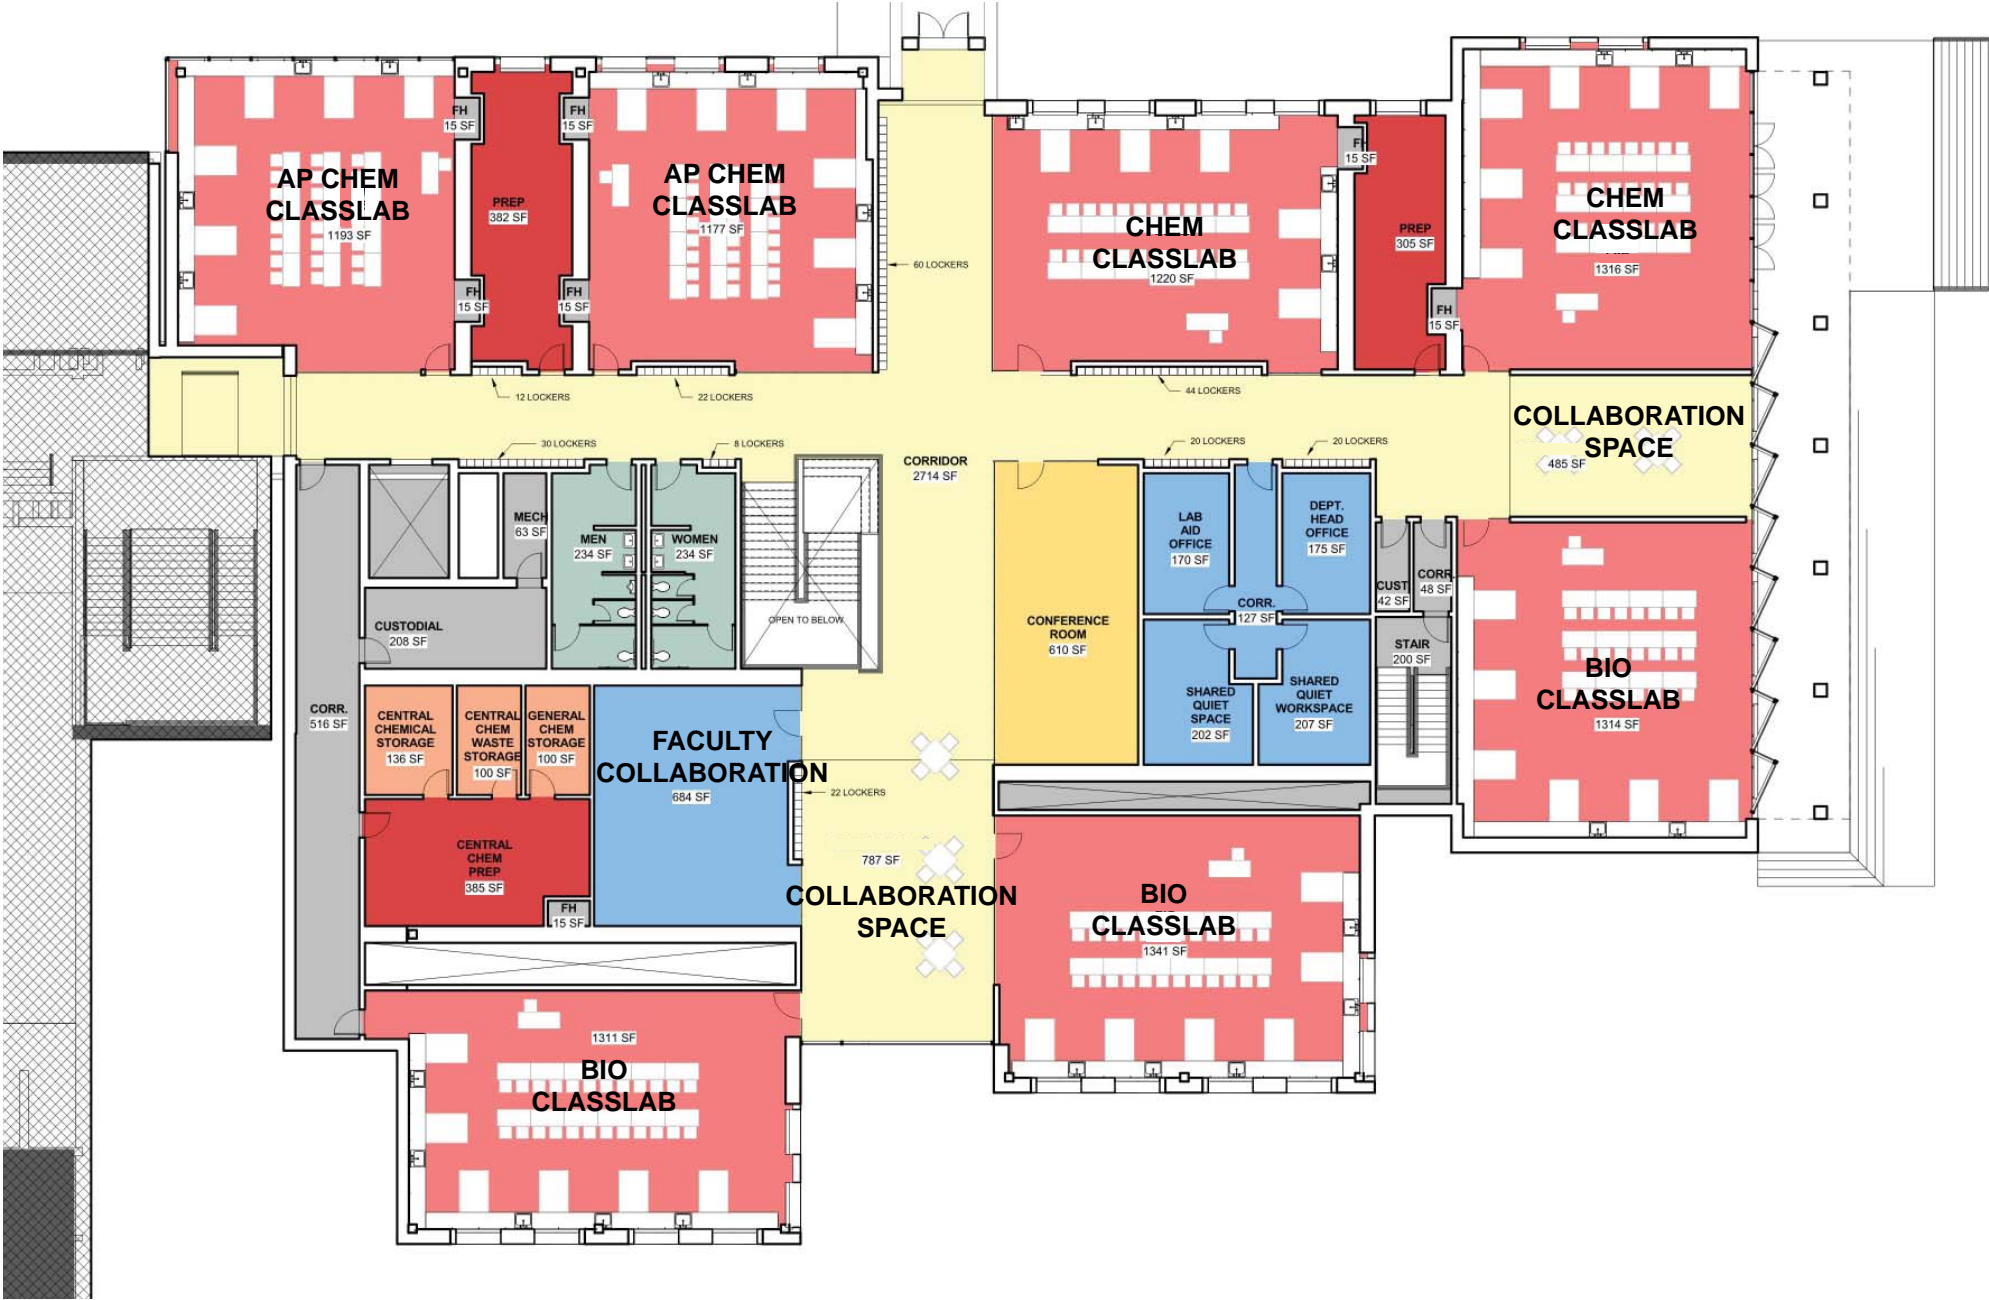 AP CHEM
CLASSLAB
1193 SF
FH
15 SF
FH
15 SF
PREP
382 SF
FH
15 SF
FH
15 SF
AP CHEM
CLASSLAB
1177 SF
60 LOCKERS
CHEM
CLASSLAB
1220 SF
15 SF
PREP
305 SF
FH
15 SF
CHEM
CLASSLAB
1316 SF
12 LOCKERS
22 LOCKERS
44 LOCKERS
30 LOCKERS
8 LOCKERS
20 LOCKERS
20 LOCKERS
CORRIDOR
2714 SF
COLLABORATION
SPACE
485 SF
MECH
63 SF
MEN
234 SF
WOMEN
234 SF
OPEN TO BELOW
CUSTODIAL
208 SF
CORR.
516 SF
CONFERENCE
ROOM
610 SF
LAB
AID
OFFICE
170 SF
DEPT.
HEAD
OFFICE
175 SF
CORR.
127 SF
SHARED
QUIET
SPACE
202 SF
SHARED
QUIET
WORKSPACE
207 SF
CUST.
42 SF
CORR.
48 SF
STAIR
200 SF
BIO
CLASSLAB
1314 SF
CENTRAL
CHEMICAL
STORAGE
136 SF
CENTRAL
CHEM
WASTE
STORAGE
100 SF
GENERAL
CHEM
STORAGE
100 SF
FACULTY
COLLABORATION
684 SF
22 LOCKERS
CENTRAL
CHEM
PREP
385 SF
FH
15 SF
787 SF
COLLABORATION
SPACE
BIO
CLASSLAB
1341 SF
1311 SF
BIO
CLASSLAB